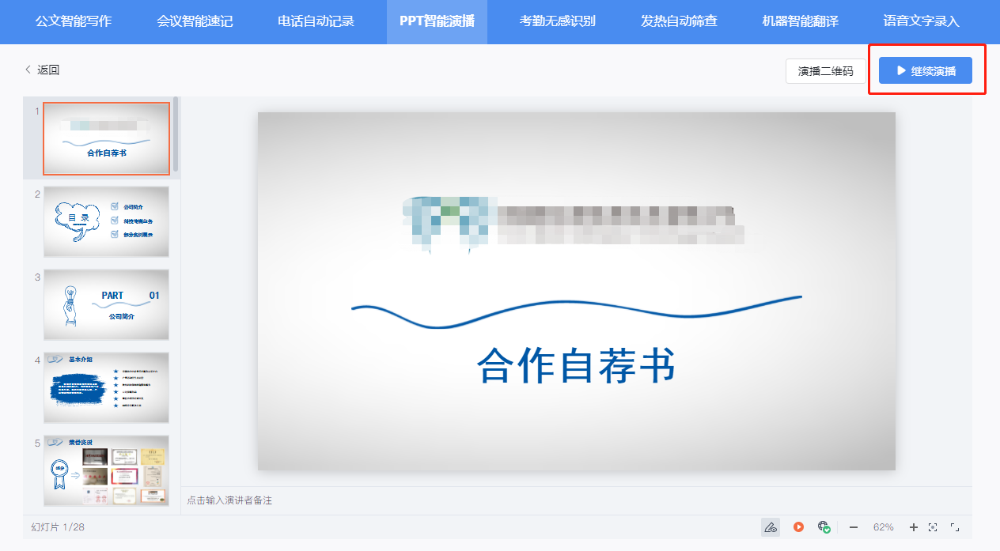 公文智能写作 会议智能速记 电话自动记录 PPT智能演播 考勤无感识别 发热自动筛查 机器智能翻译 语音文字录入
返回
演播二维码
继续演播
1
合作自荐书
2
目录
公司简介
3
PART 01
公司简介
4
基本介绍
5
荣誉资质
合作自荐书
点击输入演讲者备注
幻灯片 1/28
62%